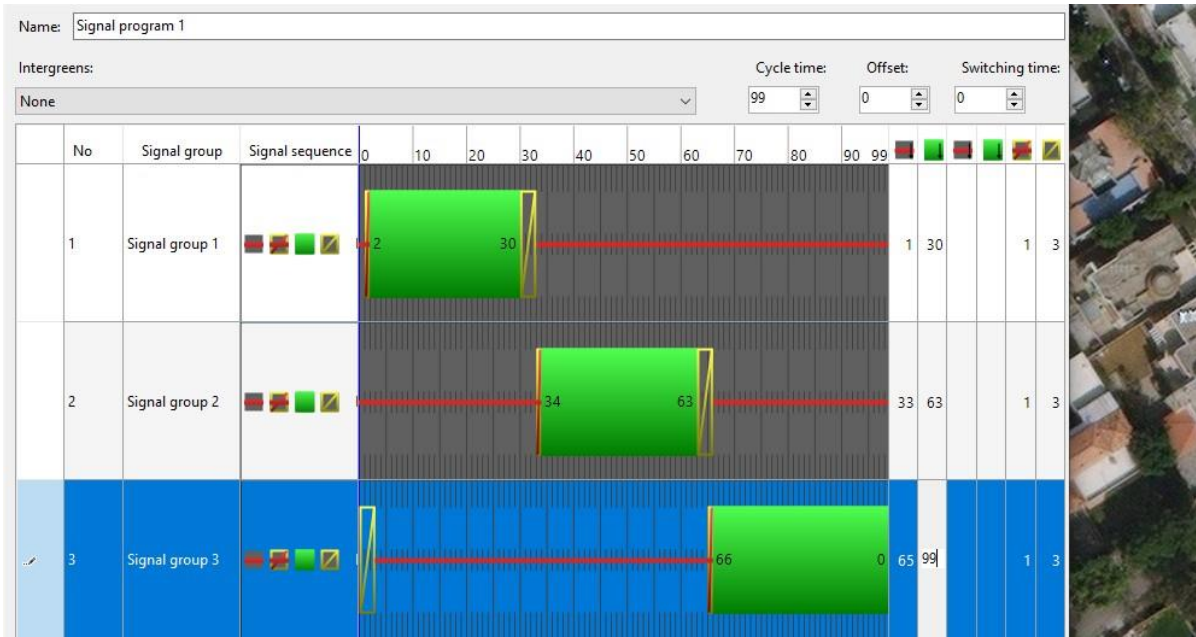 Name: Signal program 1
Intergreens: Cycle time: Offset: Switching time:
None 99 0 0
No Signal group Signal sequence 0 10 20 30 40 50 60 70 80 90 99
1 Signal group 1 2 30 1 30 1 3
2 Signal group 2 34 63 33 63 1 3
3 Signal group 3 66 0 65 99 1 3